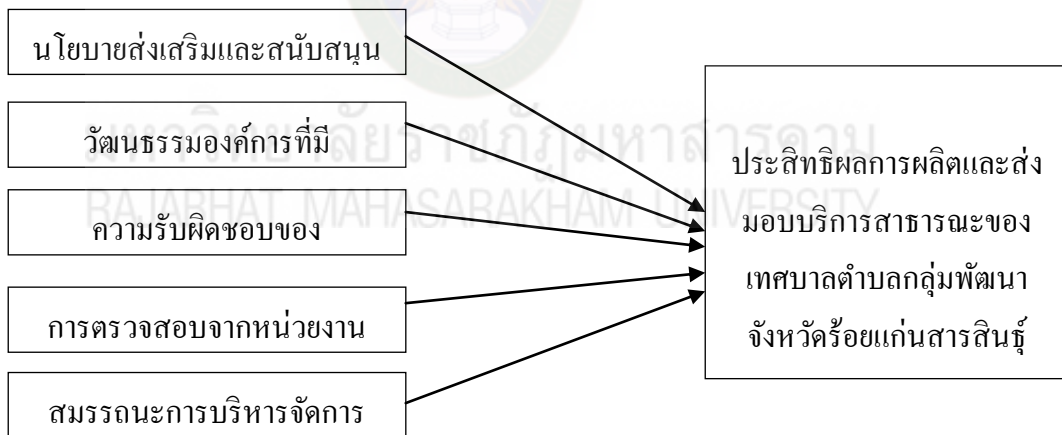 นโยบายส่งเสริมและสนับสนุน
วัฒนธรรมองค์การที่มี
ความรับผิดชอบของ
การตรวจสอบจากหน่วยงาน
สมรรถนะการบริหารจัดการ
ประสิทธิผลการผลิตและส่ง
มอบบริการสาธารณะของ
เทศบาลตำบลกลุ่มพัฒนา
จังหวัดร้อยแก่นสารสินธุ์
มหาวิทยาลัยราชภัฏมหาสารคาม
RAJABHAT MAHASARAKHAM UNIVERSITY